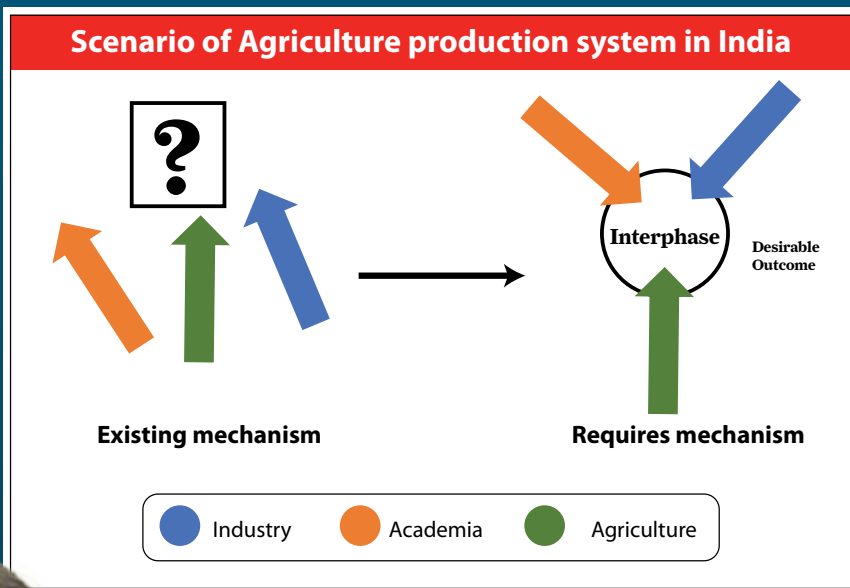 Scenario of Agriculture production system in India
?
Interphase
Desirable
Outcome
Existing mechanism
Requires mechanism
Industry
Academia
Agriculture